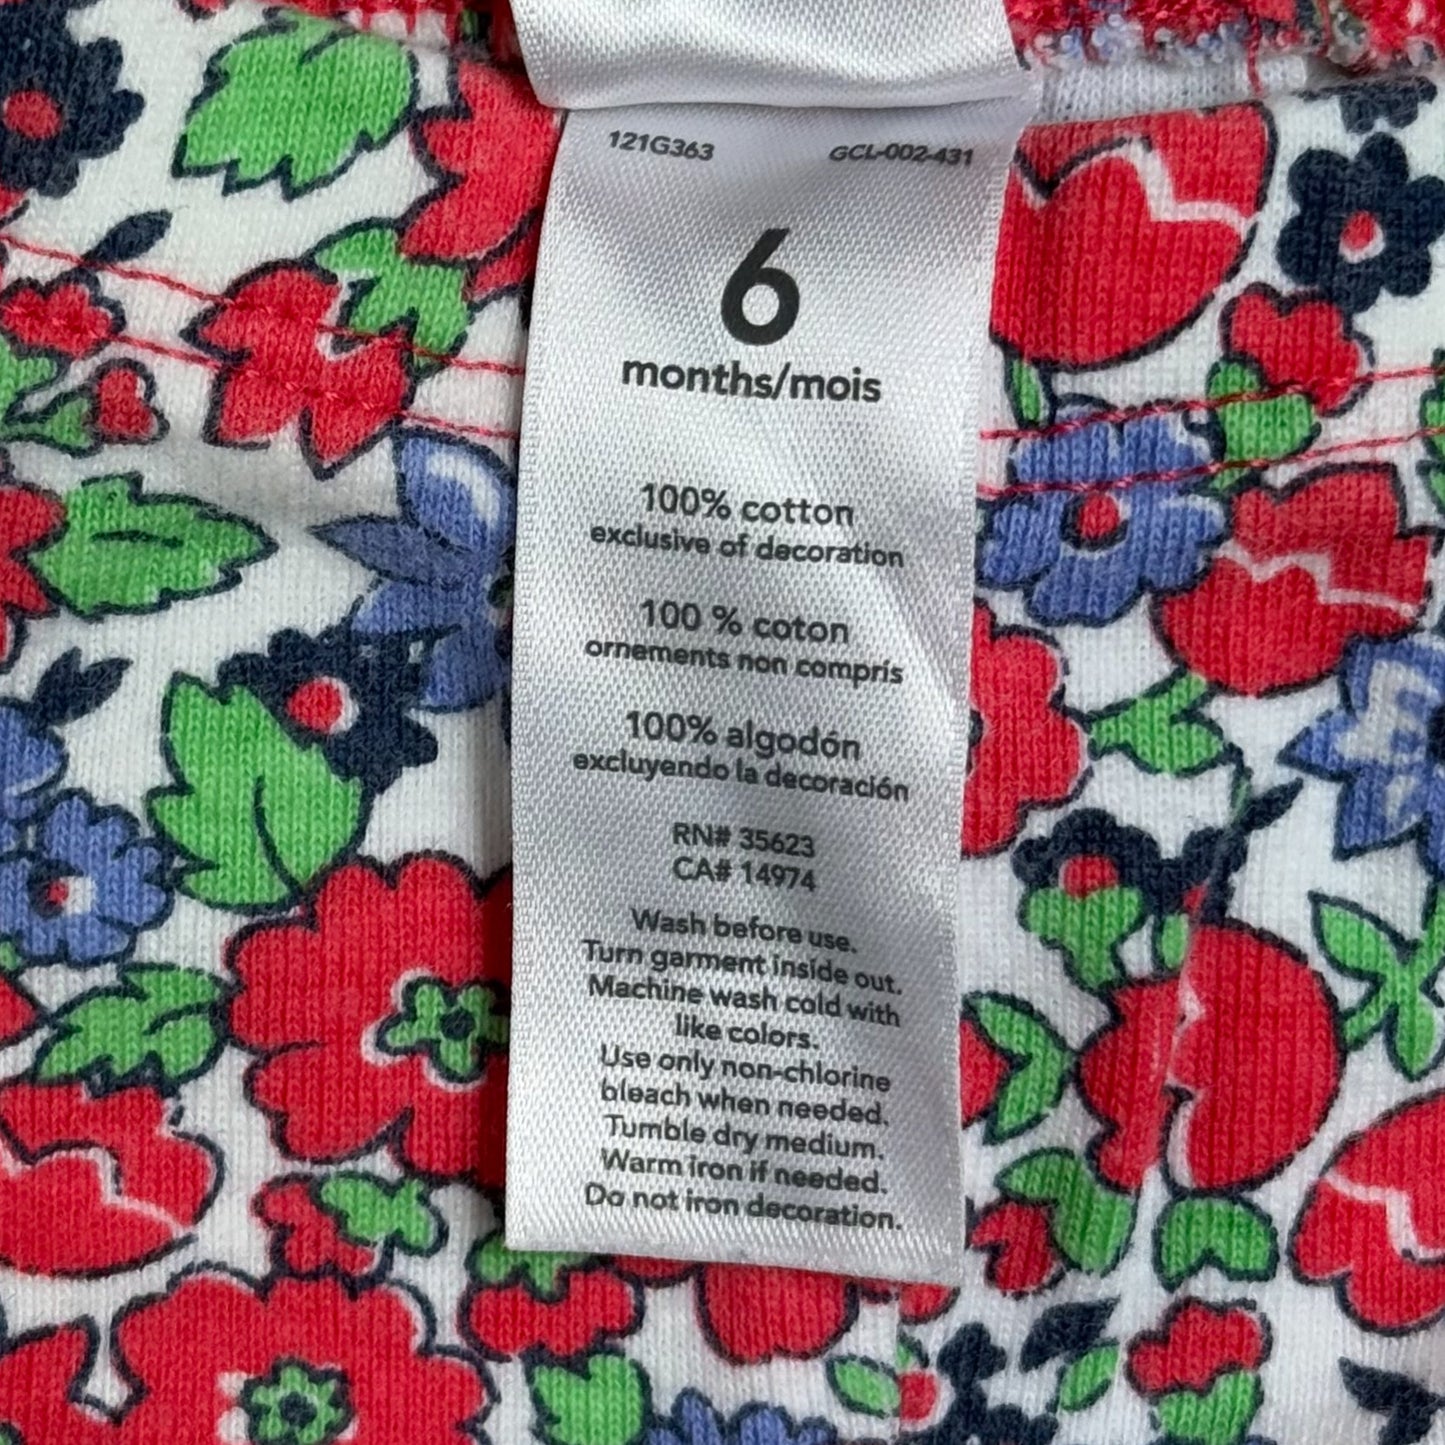 121G363 GCL-002-431
6
months/mois
100% cotton
exclusive of decoration
100 % coton
ornements non compris
100% algodón
excluyendo la decoración
RN# 35623
CA# 14974
Wash before use.
Turn garment inside out.
Machine wash cold with
like colors.
Use only non-chlorine
bleach when needed.
Tumble dry medium.
Warm iron if needed.
Do not iron decoration.